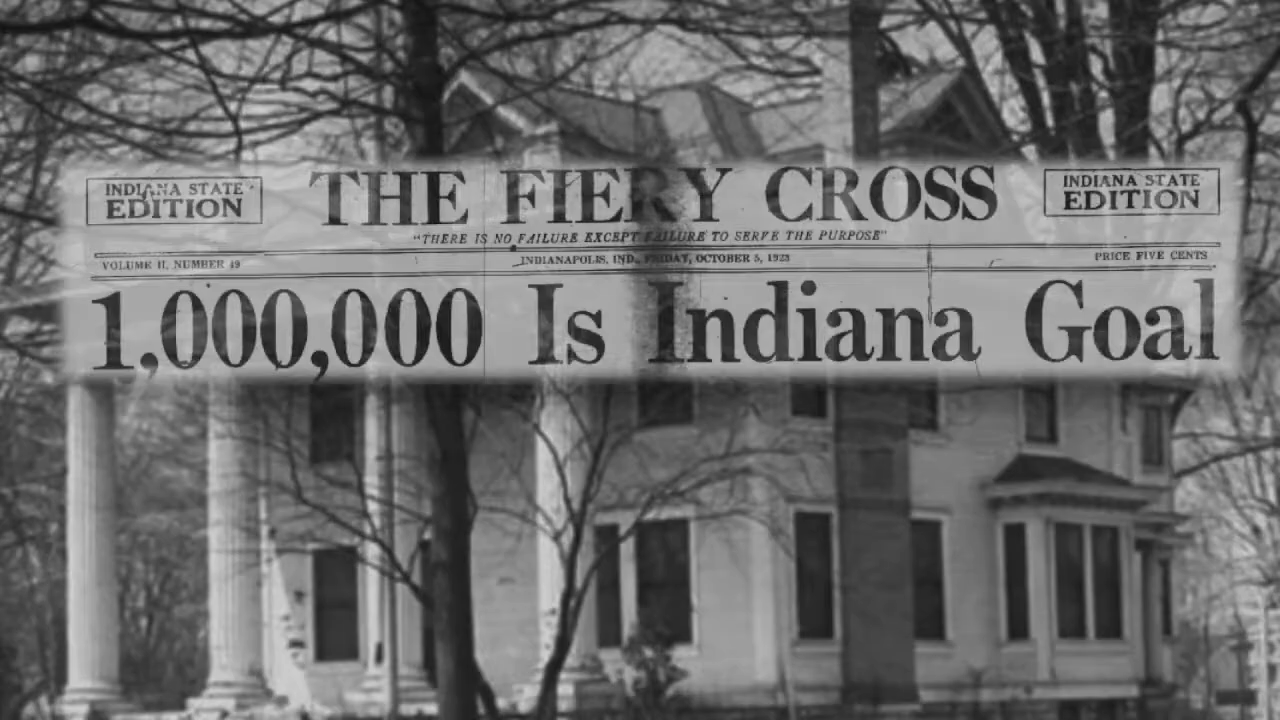 INDIANA STATE EDITION
THE FIERY CROSS
INDIANA STATE EDITION
"THERE IS NO FAILURE EXCEPT FAILURE TO SERVE THE PURPOSE"
VOLUME II, NUMBER 49
INDIANAPOLIS, IND., FRIDAY, OCTOBER 5, 1923
PRICE FIVE CENTS
1,000,000 Is Indiana Goal